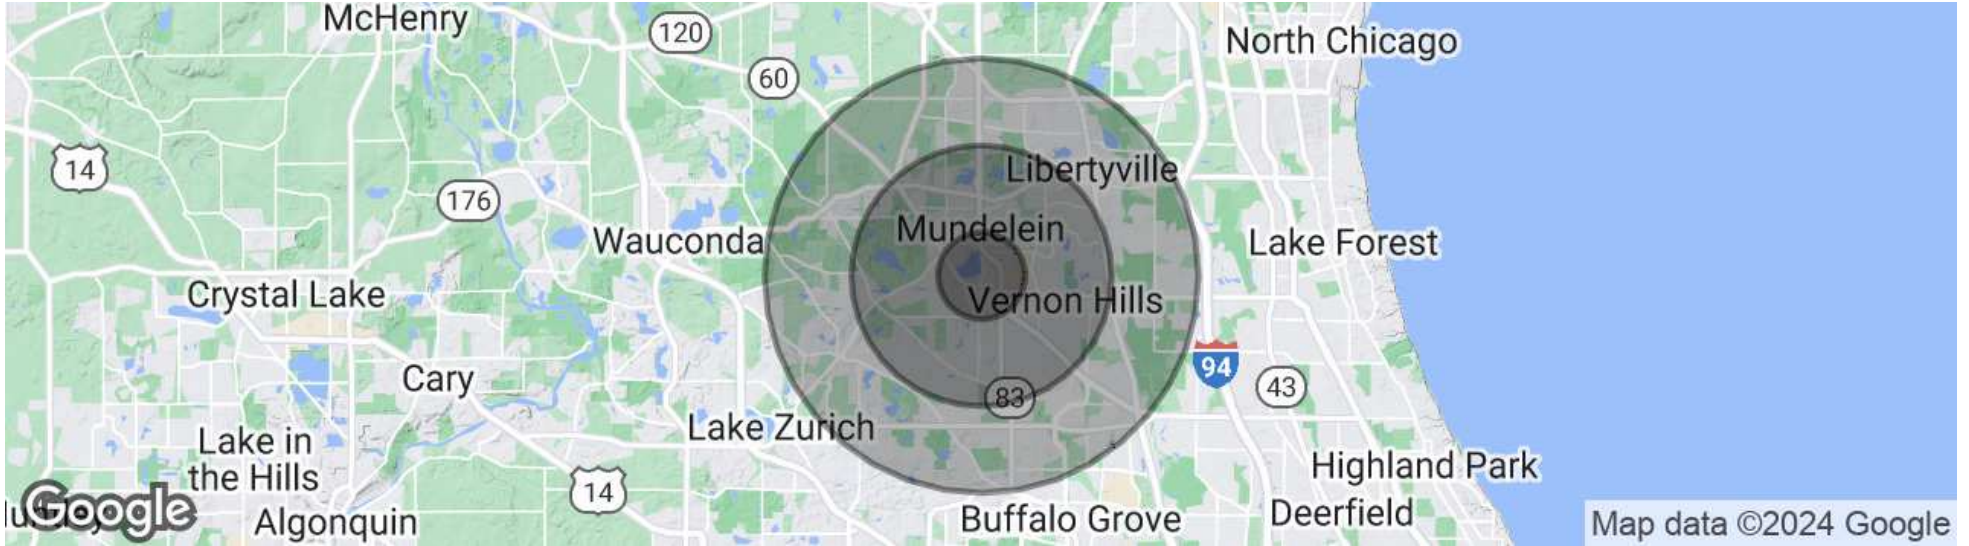 McHenry
120
North Chicago
60
14
Libertyville
176
Mundelein
Wauconda
Lake Forest
Crystal Lake
Vernon Hills
94
Cary
43
83
Lake Zurich
Lake in
the Hills
Highland Park
14
Google
Algonquin
Buffalo Grove
Deerfield
Map data ©2024 Google